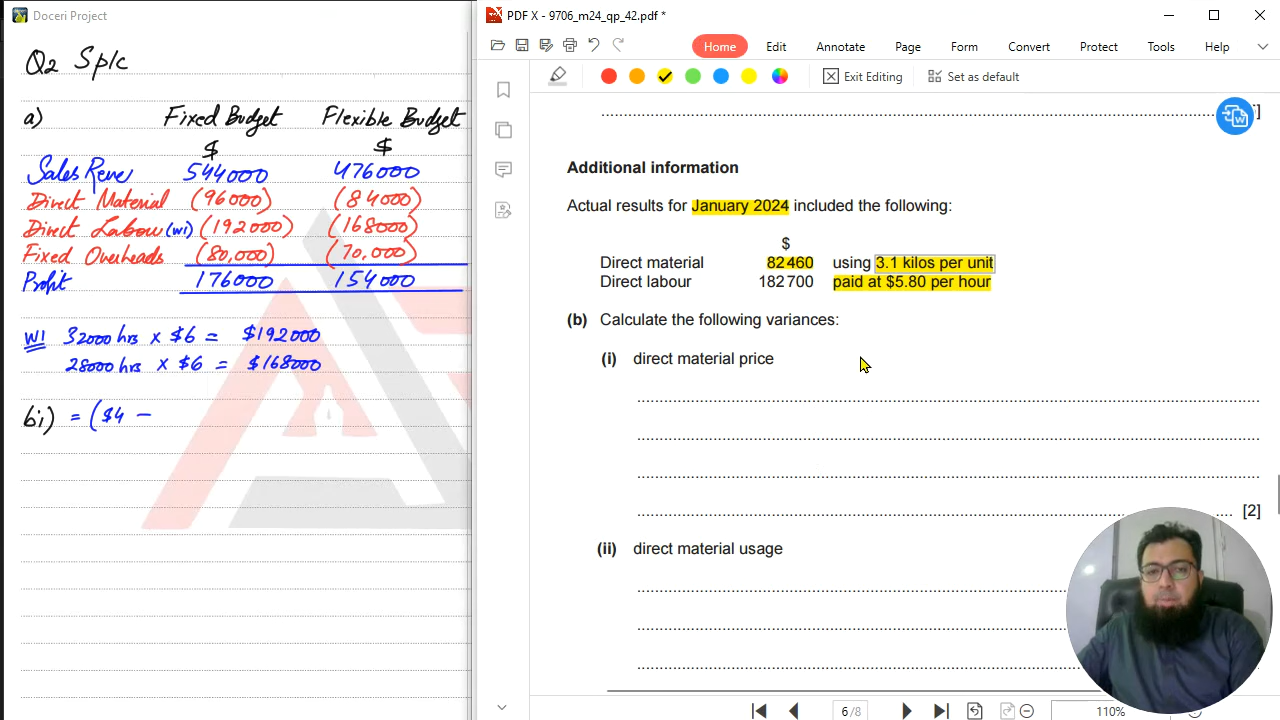 Doceri Project
Q2 Splc
a) Fixed Budget Flexible Budget
$ $
Sales Reve 544000 476000
Direct Material (96000) (84000)
Direct Labour (W1) (192000) (168000)
Fixed Overheads (80,000) (70,000)
Profit 176000 154000
W1 32000 hrs x $6 = $192000
28000 hrs x $6 = $168000
bi) = ($4 –
PDF X - 9706_m24_qp_42.pdf *
Home Edit Annotate Page Form Convert Protect Tools Help
Exit Editing Set as default
Additional information
Actual results for January 2024 included the following:
$
Direct material 82 460 using 3.1 kilos per unit
Direct labour 182 700 paid at $5.80 per hour
(b) Calculate the following variances:
(i) direct material price
[2]
(ii) direct material usage
6/8 110%